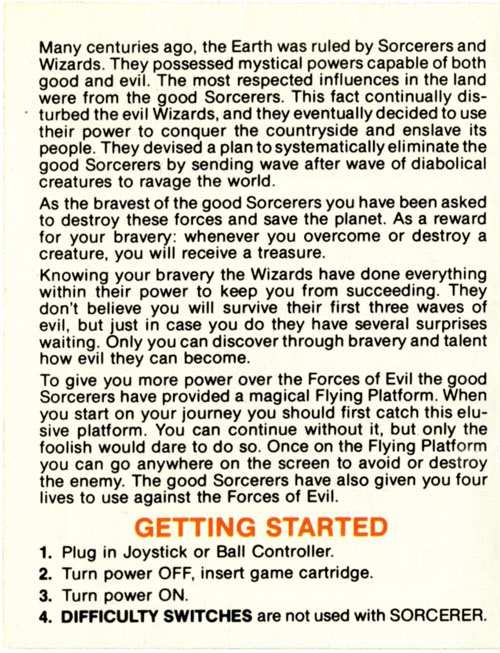 Many centuries ago, the Earth was ruled by Sorcerers and
Wizards. They possessed mystical powers capable of both
good and evil. The most respected influences in the land
were from the good Sorcerers. This fact continually dis-
turbed the evil Wizards, and they eventually decided to use
their power to conquer the countryside and enslave its
people. They devised a plan to systematically eliminate the
good Sorcerers by sending wave after wave of diabolical
creatures to ravage the world.
As the bravest of the good Sorcerers you have been asked
to destroy these forces and save the planet. As a reward
for your bravery: whenever you overcome or destroy a
creature, you will receive a treasure.
Knowing your bravery the Wizards have done everything
within their power to keep you from succeeding. They
don't believe you will survive their first three waves of
evil, but just in case you do they have several surprises
waiting. Only you can discover through bravery and talent
how evil they can become.
To give you more power over the Forces of Evil the good
Sorcerers have provided a magical Flying Platform. When
you start on your journey you should first catch this elu-
sive platform. You can continue without it, but only the
foolish would dare to do so. Once on the Flying Platform
you can go anywhere on the screen to avoid or destroy
the enemy. The good Sorcerers have also given you four
lives to use against the Forces of Evil.
GETTING STARTED
1. Plug in Joystick or Ball Controller.
2. Turn power OFF, insert game cartridge.
3. Turn power ON.
4. DIFFICULTY SWITCHES are not used with SORCERER.